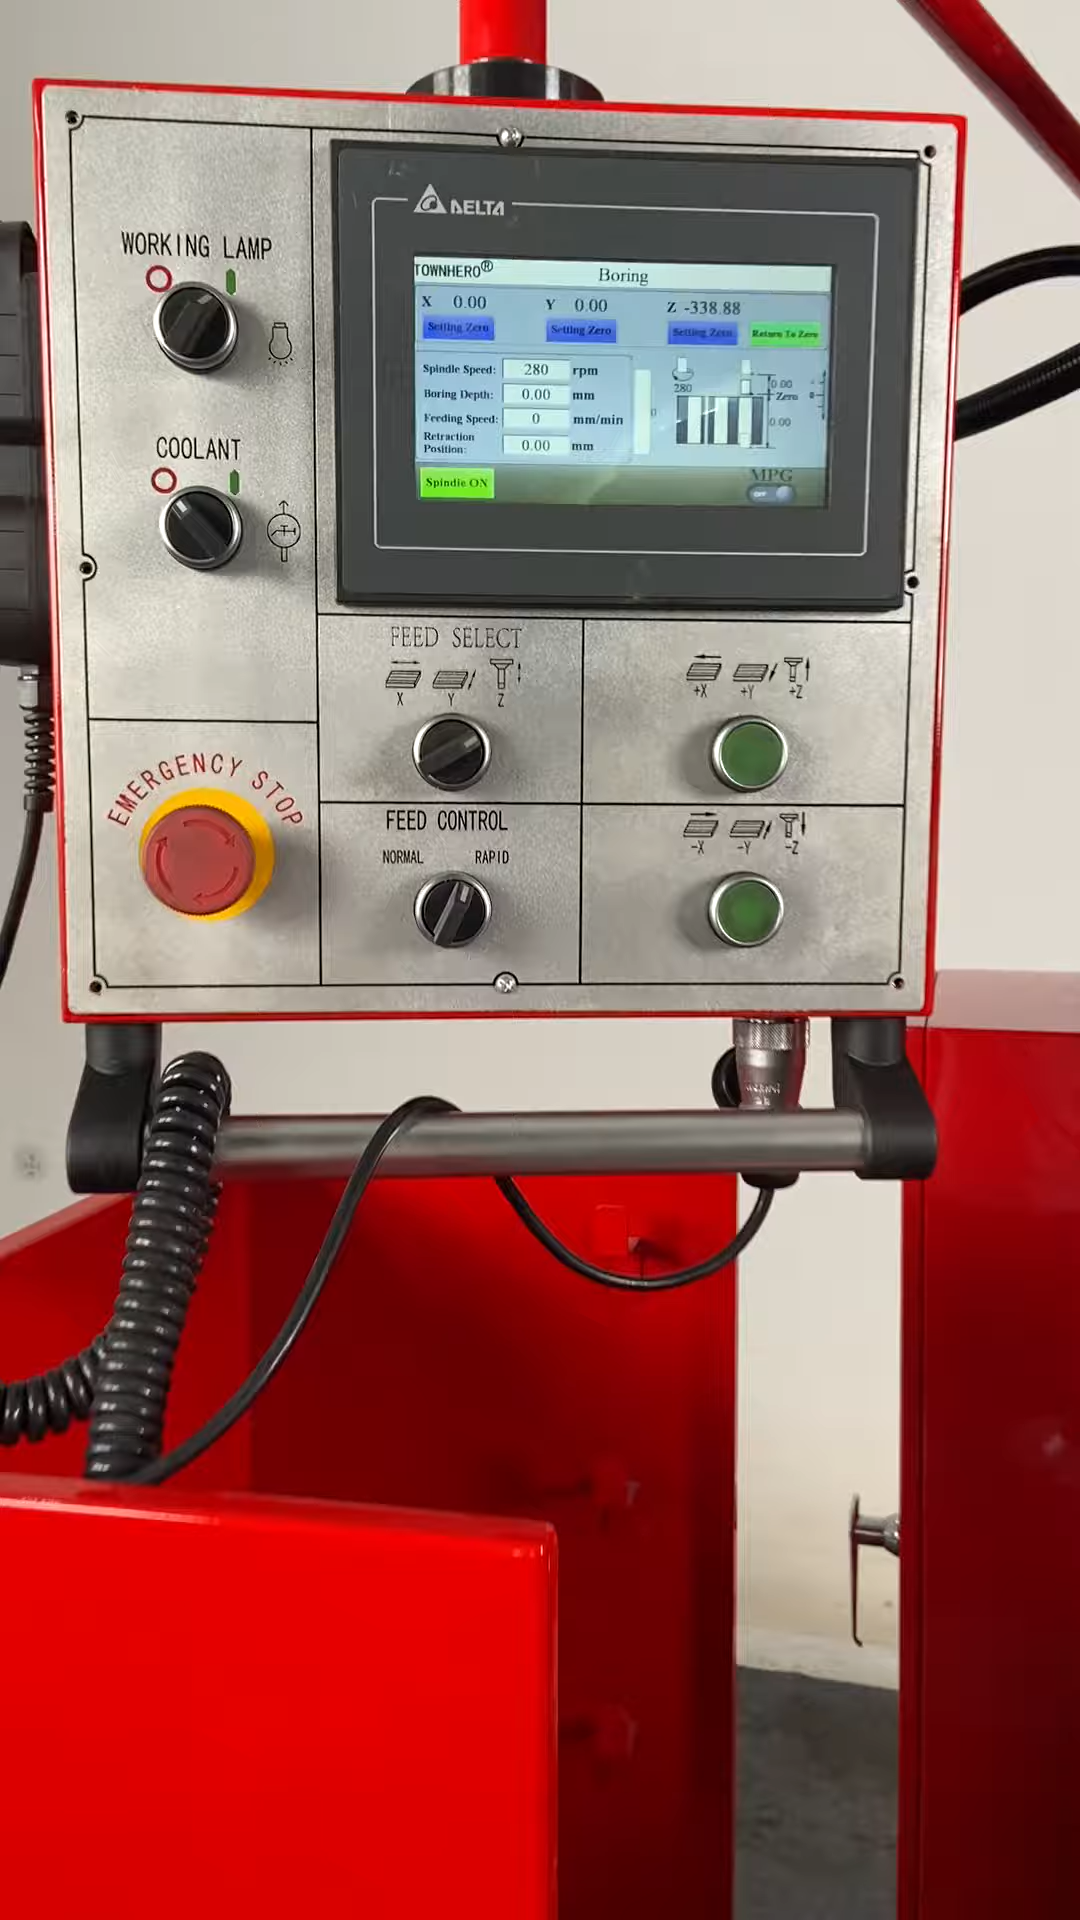 WORKING LAMP
COOLANT
EMERGENCY STOP
DELTA
TOWNHERO®
Boring
X 0.00 Y 0.00 Z -338.88
Setting Zero Setting Zero Setting Zero Return To Zero
Spindle Speed: 280 rpm
Boring Depth: 0.00 mm
Feeding Speed: 0 mm/min
Retraction
Position: 0.00 mm
280
0
0.00
Zero
0
0.00
Spindle ON
MPG
OFF
FEED SELECT
X Y Z
+X +Y +Z
FEED CONTROL
NORMAL RAPID
-X -Y -Z